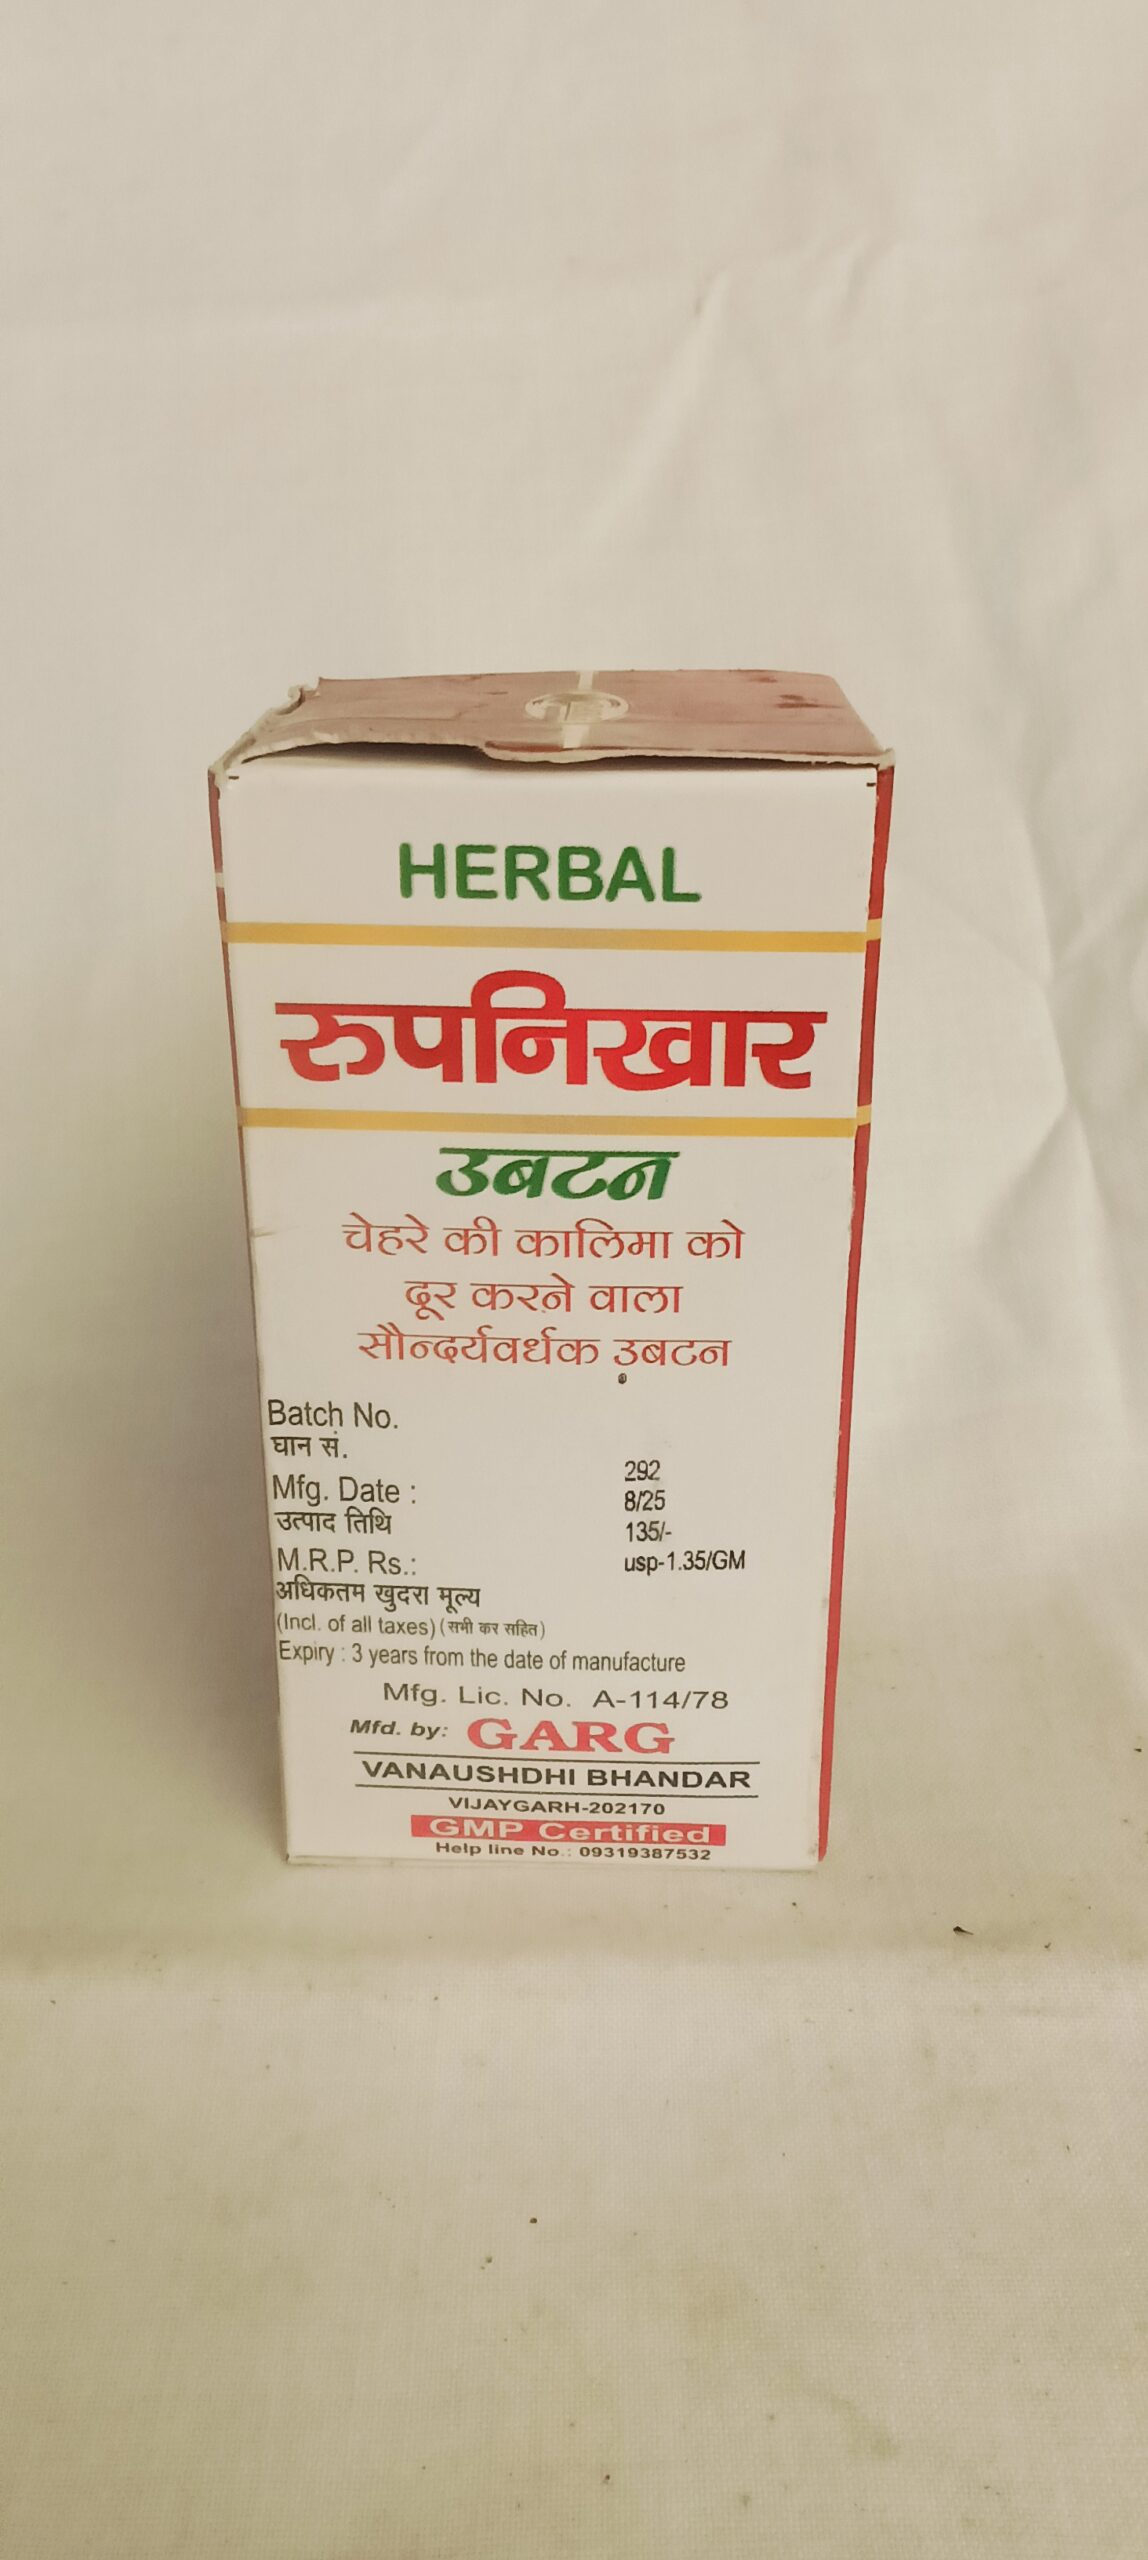 HERBAL
रुपनिखार
उबटन
चेहरे की कालिमा को
दूर करने वाला
सौन्दर्यवर्धक उबटन
Batch No.
घान सं.
292
Mfg. Date :
8/25
उत्पाद तिथि
135/-
M.R.P. Rs.:
usp-1.35/GM
अधिकतम खुदरा मूल्य
(Incl. of all taxes) (सभी कर सहित)
Expiry : 3 years from the date of manufacture
Mfg. Lic. No. A-114/78
Mfd. by: GARG
VANAUSHDHI BHANDAR
VIJAYGARH-202170
GMP Certified
Help line No.: 09319387532